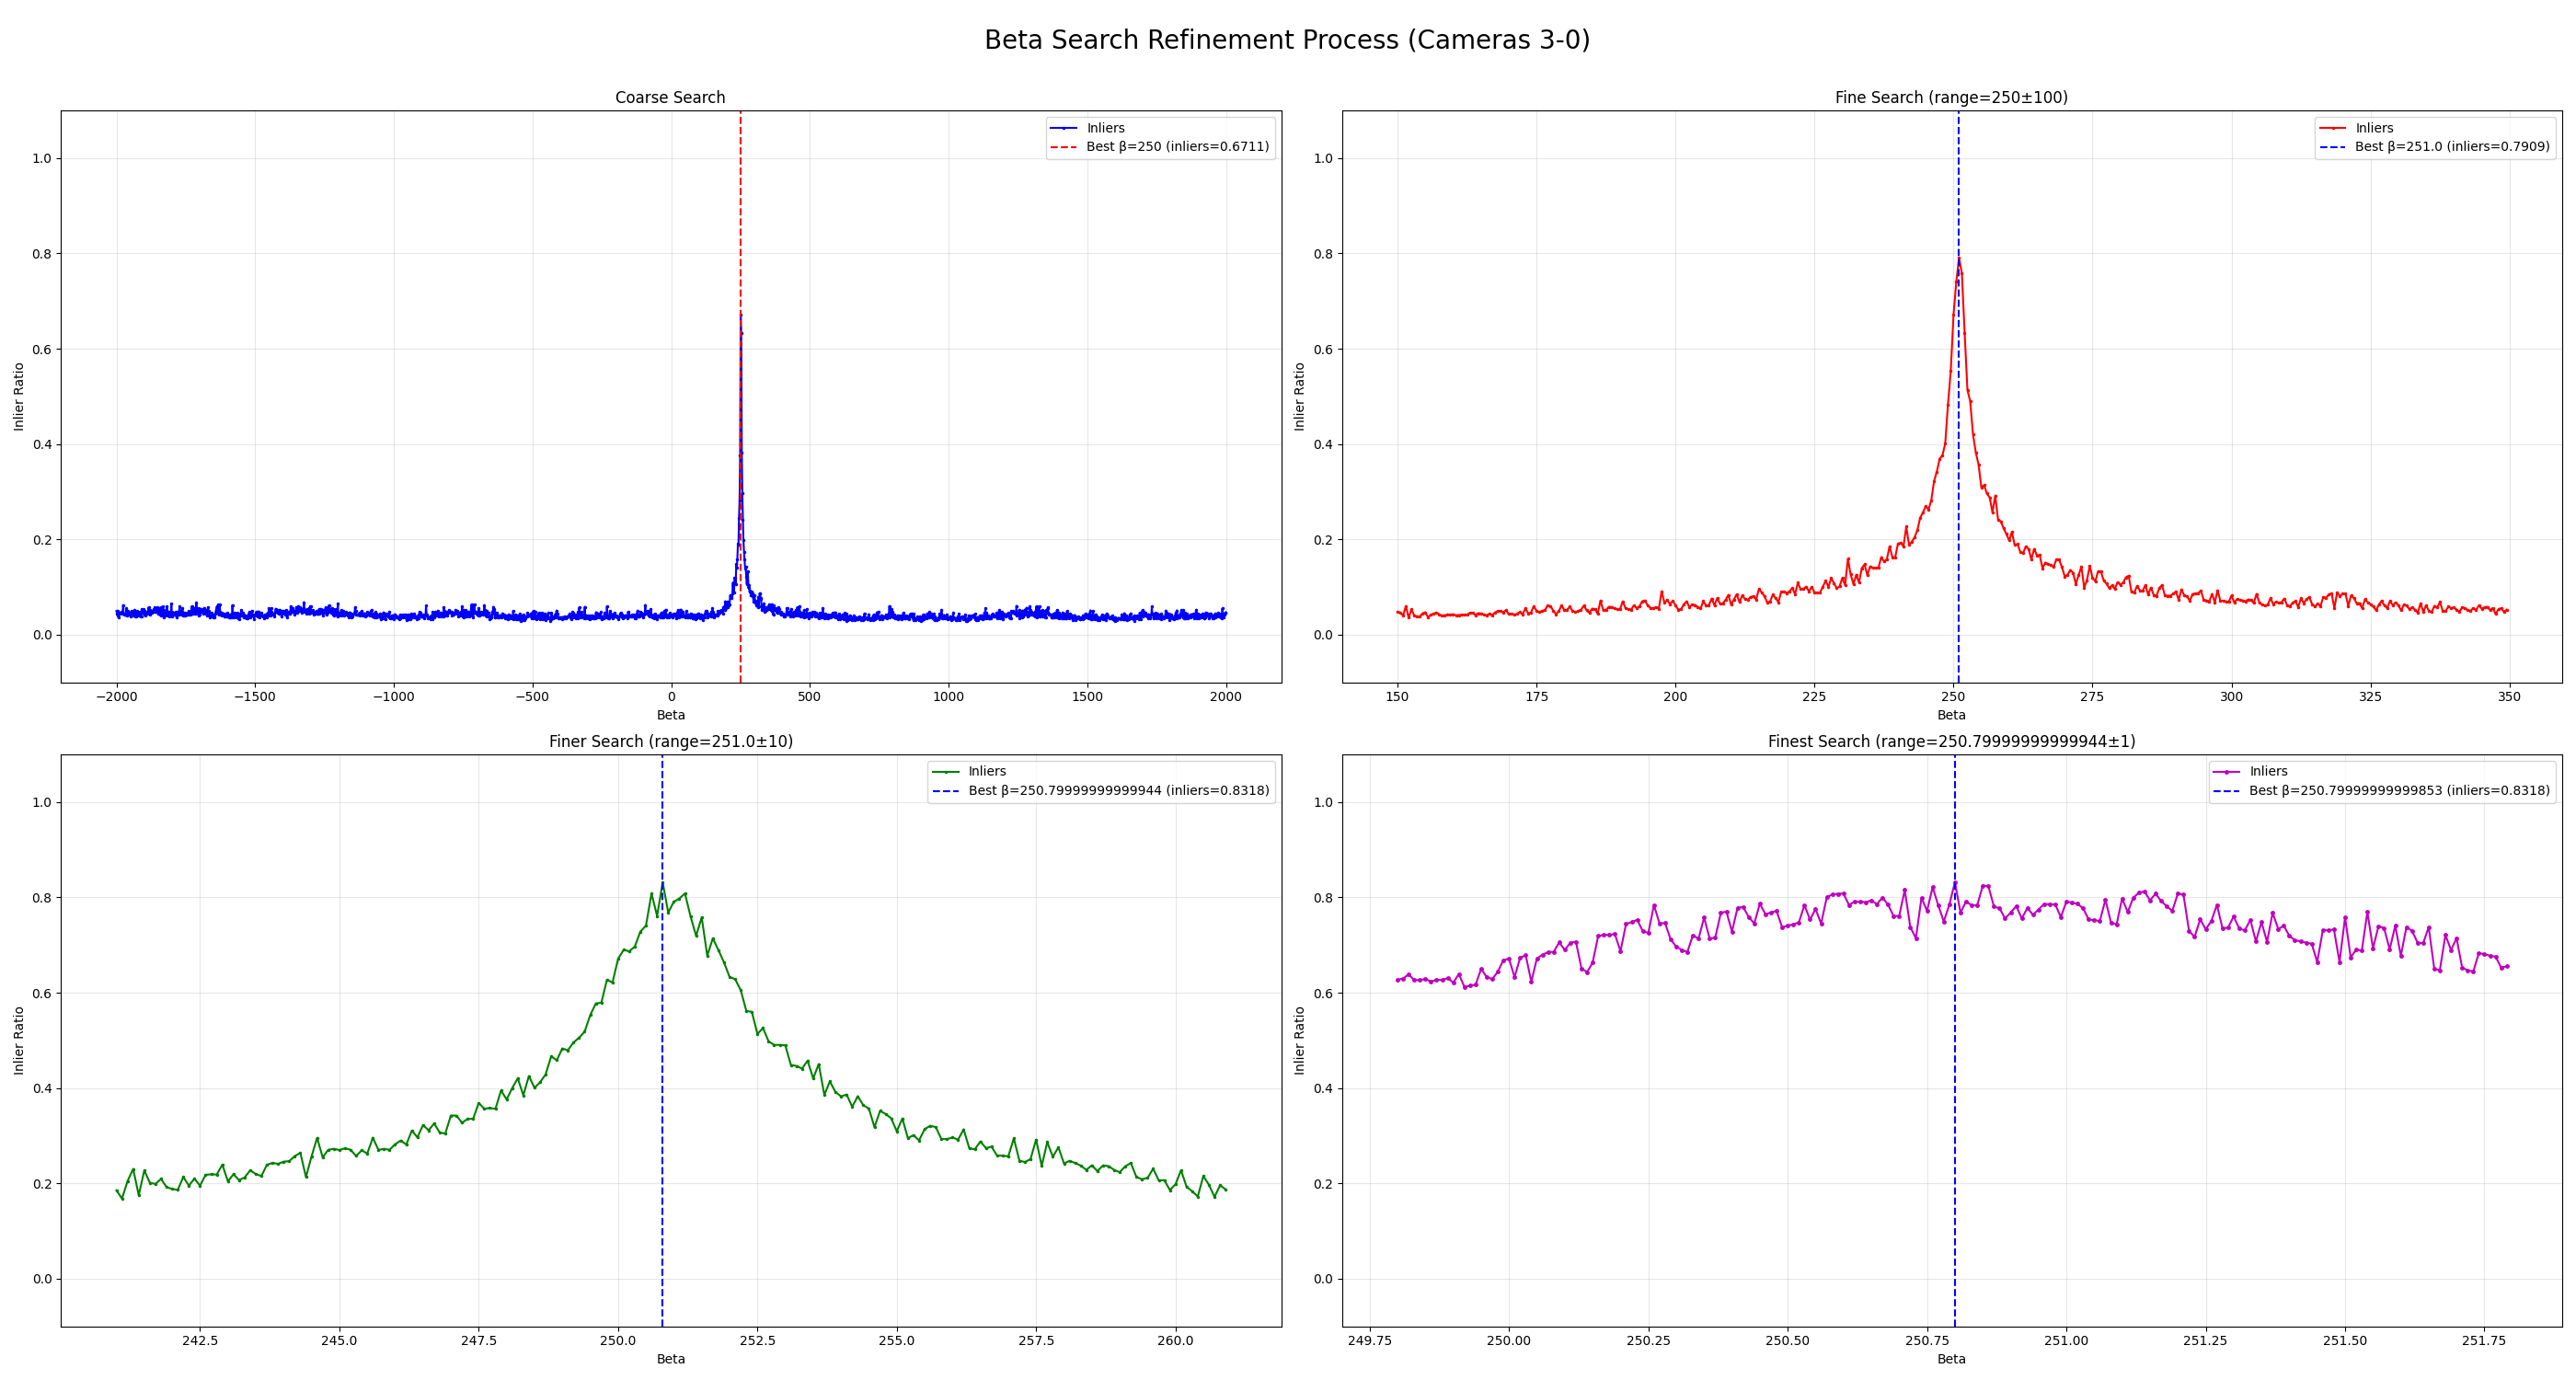 Beta Search Refinement Process (Cameras 3-0)
Coarse Search
Inliers
Best β=250 (inliers=0.6711)
1.0
0.8
0.6
0.4
0.2
0.0
Inlier Ratio
−2000 −1500 −1000 −500 0 500 1000 1500 2000
Beta
Fine Search (range=250±100)
Inliers
Best β=251.0 (inliers=0.7909)
1.0
0.8
0.6
0.4
0.2
0.0
Inlier Ratio
150 175 200 225 250 275 300 325 350
Beta
Finer Search (range=251.0±10)
Inliers
Best β=250.79999999999944 (inliers=0.8318)
1.0
0.8
0.6
0.4
0.2
0.0
Inlier Ratio
242.5 245.0 247.5 250.0 252.5 255.0 257.5 260.0
Beta
Finest Search (range=250.79999999999944±1)
Inliers
Best β=250.79999999999853 (inliers=0.8318)
1.0
0.8
0.6
0.4
0.2
0.0
Inlier Ratio
249.75 250.00 250.25 250.50 250.75 251.00 251.25 251.50 251.75
Beta